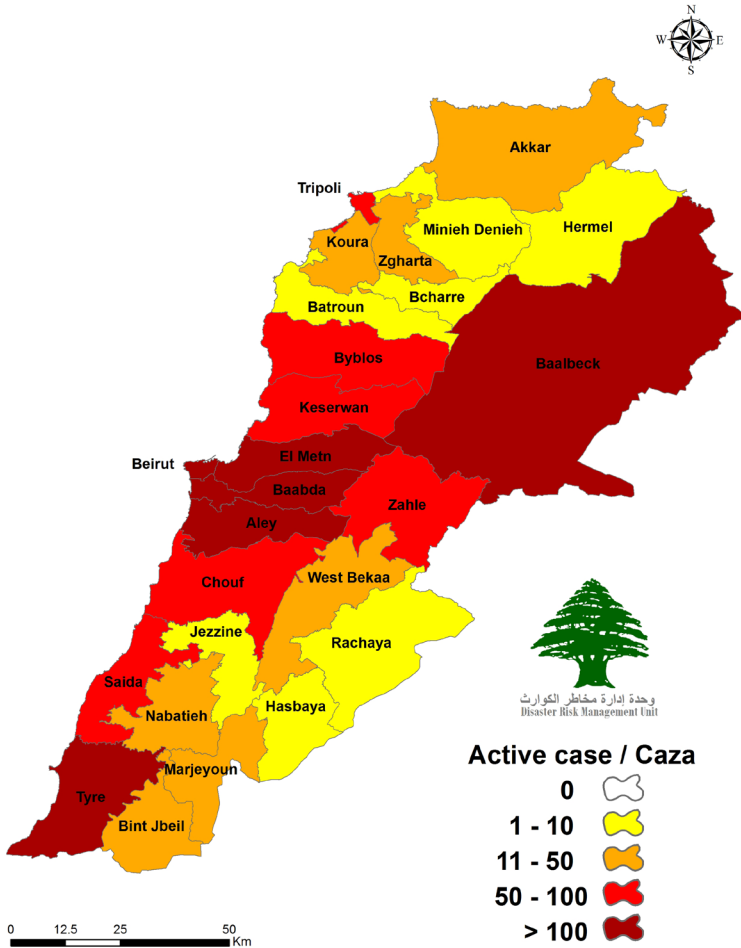 N
W E
S
Akkar
Tripoli
Minieh Denieh
Hermel
Koura
Zgharta
Bcharre
Batroun
Byblos
Baalbeck
Keserwan
El Metn
Beirut
Baabda
Zahle
Aley
West Bekaa
Chouf
Jezzine
Rachaya
Saida
Hasbaya
Nabatieh
Marjeyoun
Tyre
Bint Jbeil
وحدة إدارة مخاطر الكوارث
Disaster Risk Management Unit
Active case / Caza
0
1 - 10
11 - 50
50 - 100
> 100
0 12.5 25 50
Km